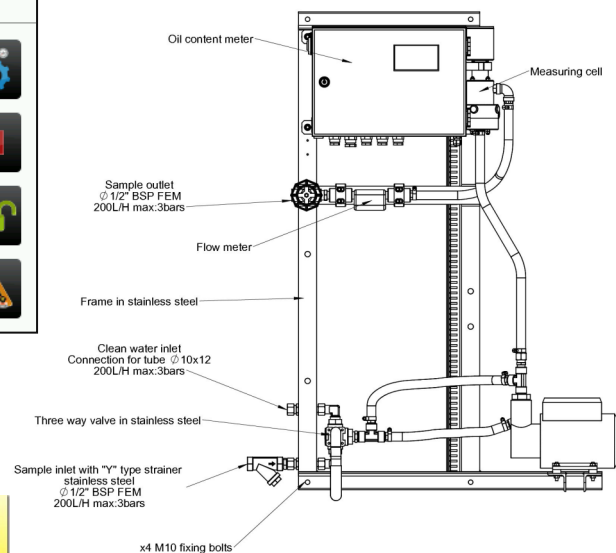 Oil content meter
Measuring cell
Sample outlet
∅1/2" BSP FEM
200L/H max:3bars
Flow meter
Frame in stainless steel
Clean water inlet
Connection for tube ∅10x12
200L/H max:3bars
Three way valve in stainless steel
Sample inlet with "Y" type strainer
stainless steel
∅1/2" BSP FEM
200L/H max:3bars
x4 M10 fixing bolts